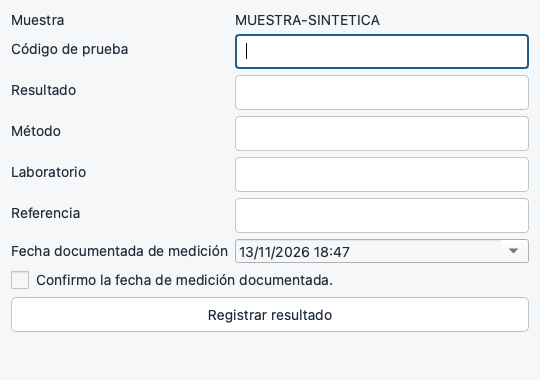 Muestra MUESTRA-SINTETICA
Código de prueba
Resultado
Método
Laboratorio
Referencia
Fecha documentada de medición 13/11/2026 18:47
Confirmo la fecha de medición documentada.
Registrar resultado